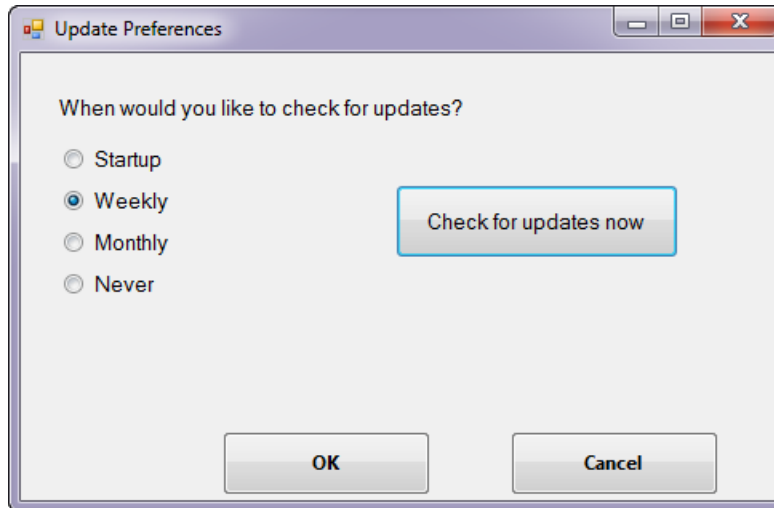 Update Preferences
When would you like to check for updates?
Startup
Weekly
Monthly
Never
Check for updates now
OK
Cancel